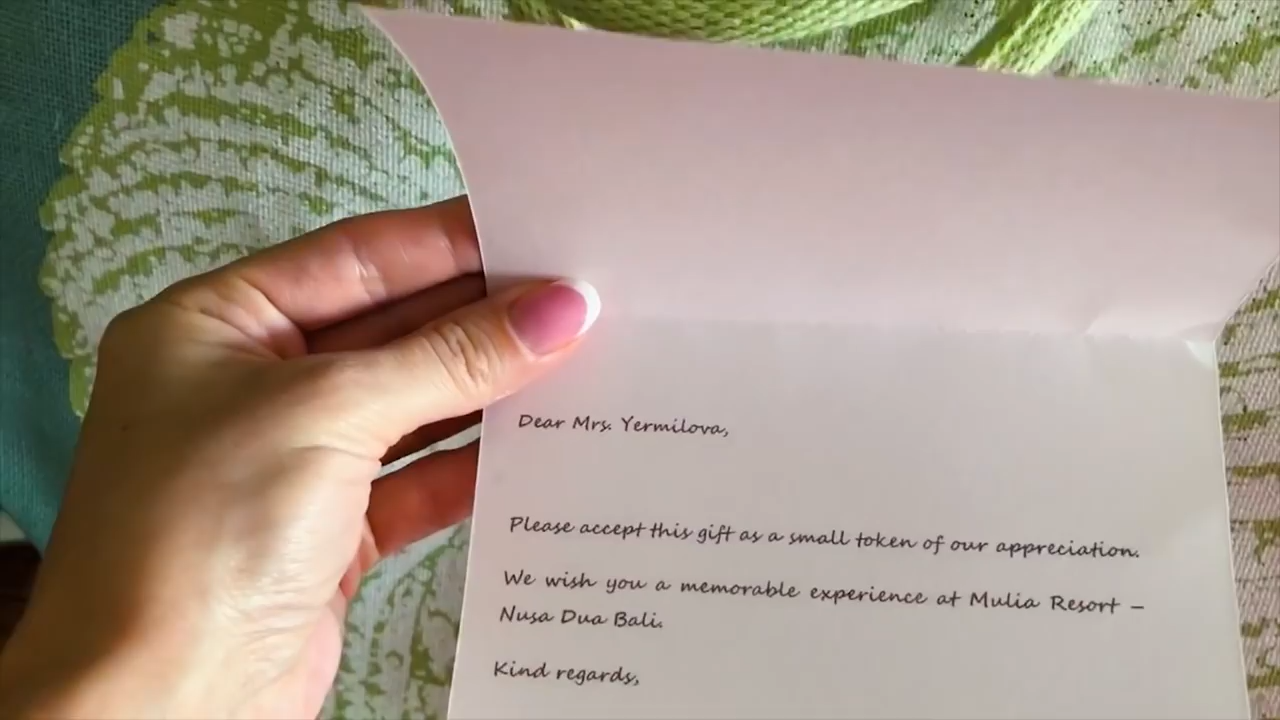 Dear Mrs. Yermilova,
Please accept this gift as a small token of our appreciation.
We wish you a memorable experience at Mulia Resort –
Nusa Dua Bali.
Kind regards,